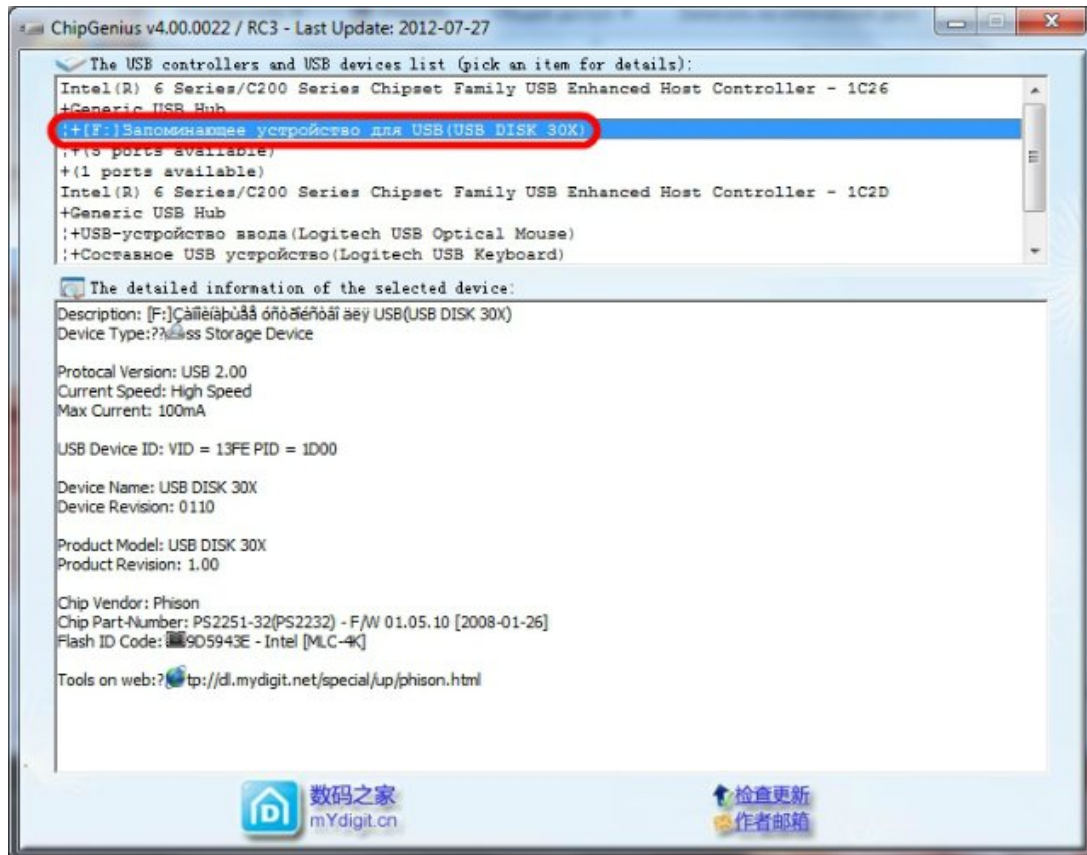 ChipGenius v4.00.0022 / RC3 - Last Update: 2012-07-27
The USB controllers and USB devices list (pick an item for details):
Intel(R) 6 Series/C200 Series Chipset Family USB Enhanced Host Controller - 1C26
+Generic USB Hub
¦+[F:]Запоминающее устройство для USB(USB DISK 30X)
¦+(5 ports available)
+(1 ports available)
Intel(R) 6 Series/C200 Series Chipset Family USB Enhanced Host Controller - 1C2D
+Generic USB Hub
¦+USB-устройство ввода(Logitech USB Optical Mouse)
¦+Составное USB устройство(Logitech USB Keyboard)
The detailed information of the selected device:
Description: [F:] USB(USB DISK 30X)
Device Type:??ss Storage Device
Protocal Version: USB 2.00
Current Speed: High Speed
Max Current: 100mA
USB Device ID: VID = 13FE PID = 1D00
Device Name: USB DISK 30X
Device Revision: 0110
Product Model: USB DISK 30X
Product Revision: 1.00
Chip Vendor: Phison
Chip Part-Number: PS2251-32(PS2232) - F/W 01.05.10 [2008-01-26]
Flash ID Code: 9D5943E - Intel [MLC-4K]
Tools on web:?tp://dl.mydigit.net/special/up/phison.html
数码之家
mYdigit.cn
检查更新
作者邮箱